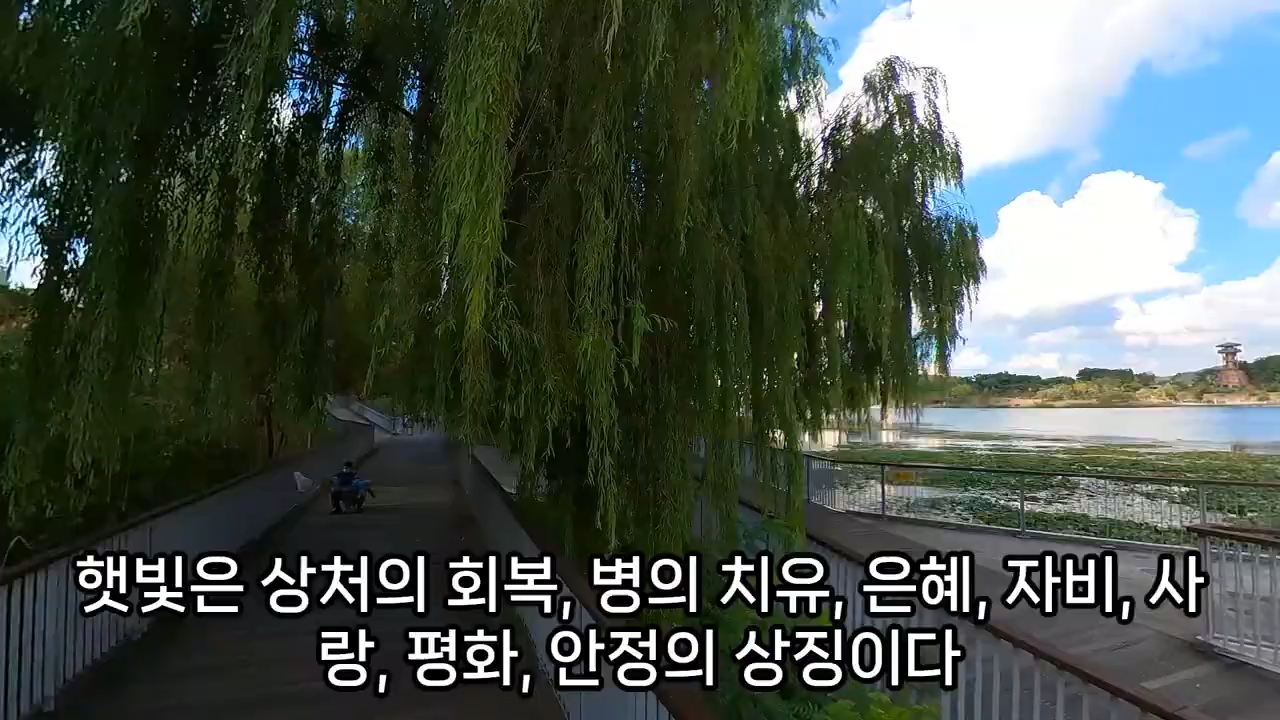 햇빛은 상처의 회복, 병의 치유, 은혜, 자비, 사
랑, 평화, 안정의 상징이다